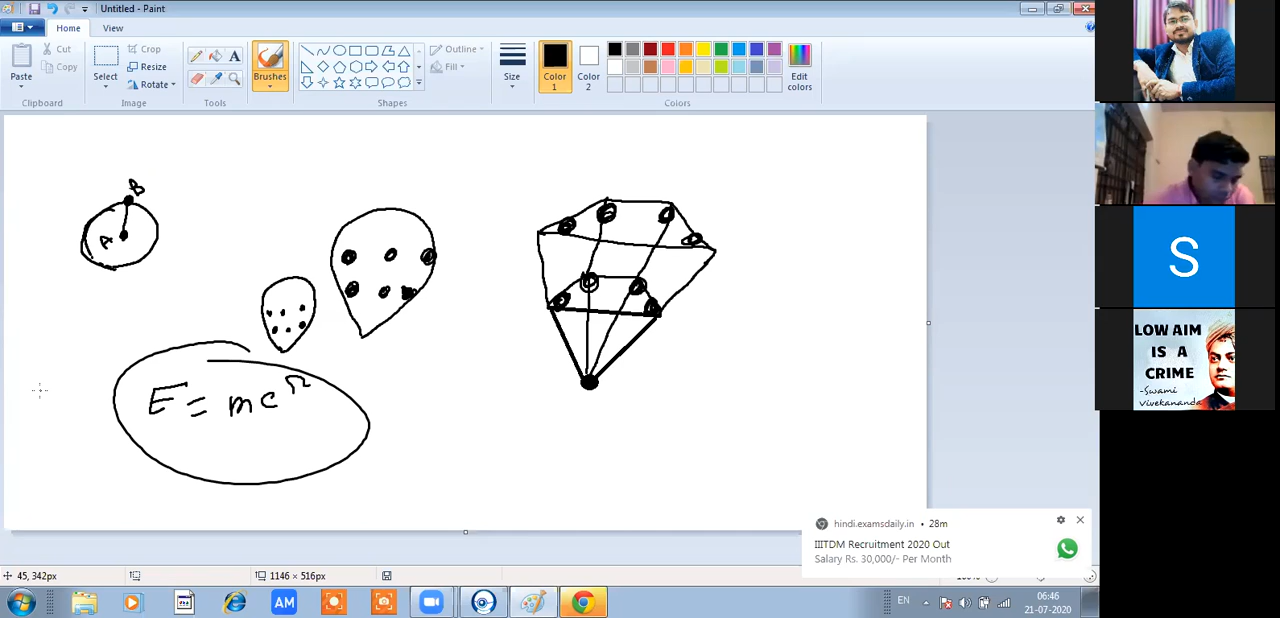 Untitled - Paint
Home
View
Paste
Cut
Copy
Clipboard
Select
Crop
Resize
Rotate
Image
A
Tools
Brushes
Outline
Fill
Shapes
Size
Color
1
Color
2
Edit
colors
Colors
B
A
E = mc
S
LOW AIM
IS A
CRIME
-Swami
Vivekananda
hindi.examsdaily.in • 28m
IIITDM Recruitment 2020 Out
Salary Rs. 30,000/- Per Month
45, 342px
1146 × 516px
AM
EN
06:46
21-07-2020